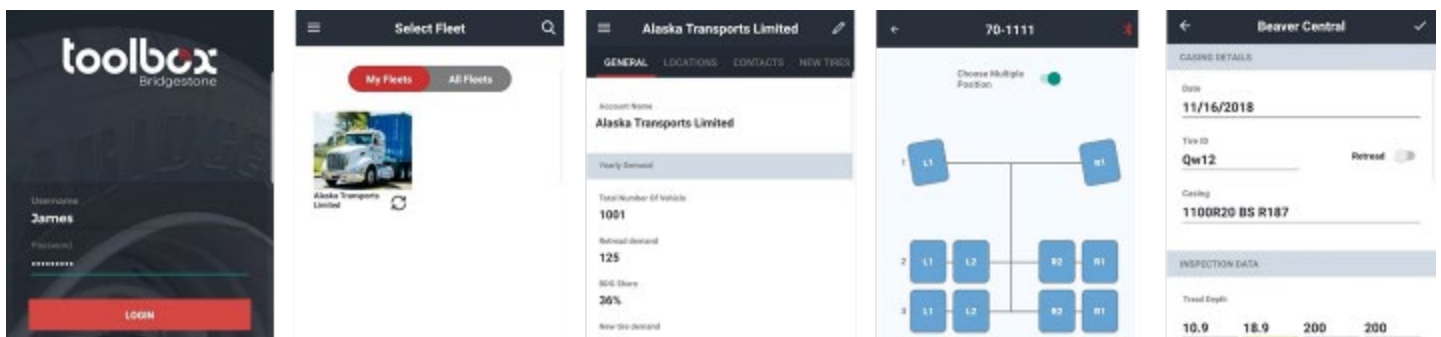 toolbox
Bridgestone
Username
James
Password
•••••••••
LOGIN
Select Fleet
My Fleets
All Fleets
Alaska Transports
Limited
Alaska Transports Limited
GENERAL LOCATIONS CONTACTS NEW TIRES
Account Name
Alaska Transports Limited
Yearly Demand
Total Number Of Vehicle
1001
Retread demand
125
BDG Share
36%
New tire demand
70-1111
Choose Multiple
Position
1 L1 R1
2 L1 L2 R2 R1
3 L1 L2 R2 R1
Beaver Central
CASING DETAILS
Date
11/16/2018
Tire ID
Qw12 Retread
Casing
1100R20 BS R187
INSPECTION DATA
Tread Depth
10.9 18.9 200 200